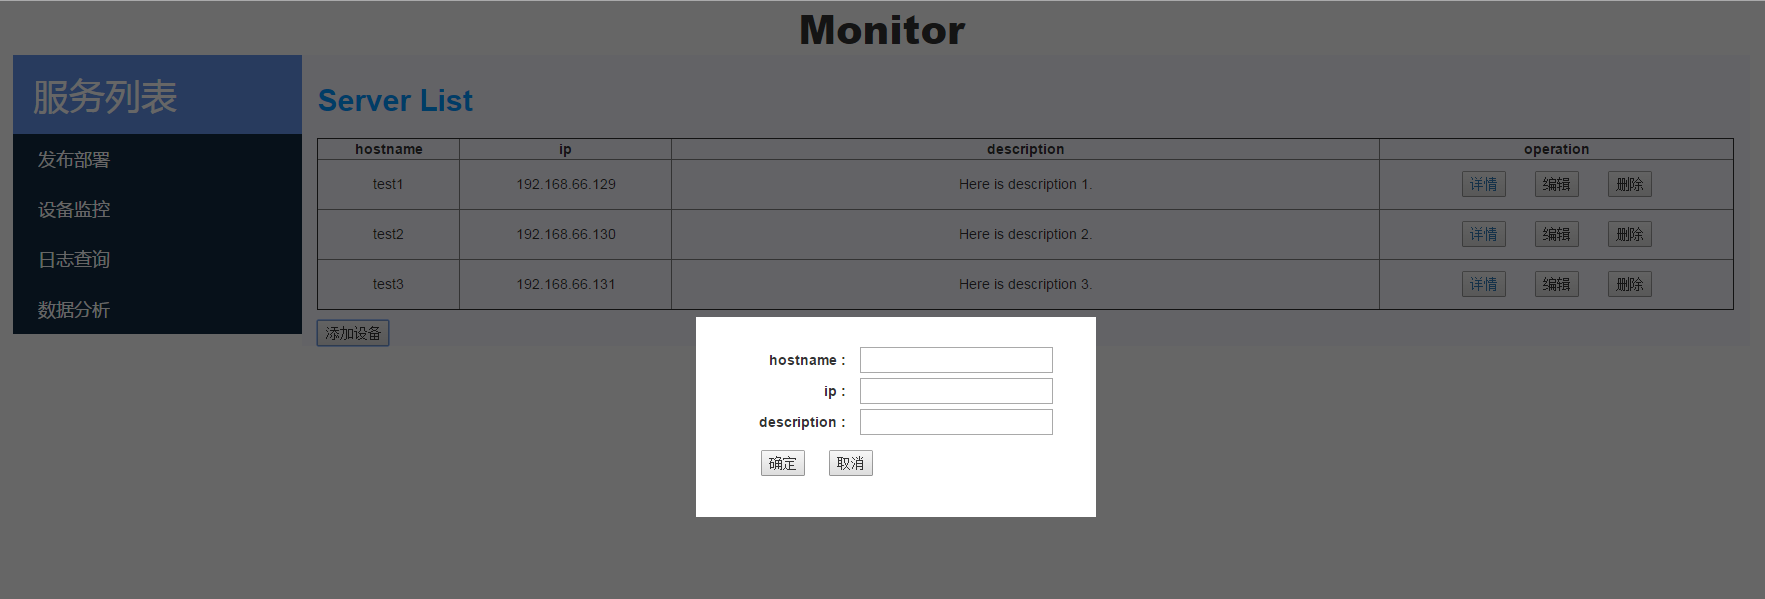 Monitor
服务列表
发布部署
设备监控
日志查询
数据分析
Server List
hostname ip description operation
test1 192.168.66.129 Here is description 1. 详情 编辑 删除
test2 192.168.66.130 Here is description 2. 详情 编辑 删除
test3 192.168.66.131 Here is description 3. 详情 编辑 删除
添加设备
hostname :
ip :
description :
确定 取消